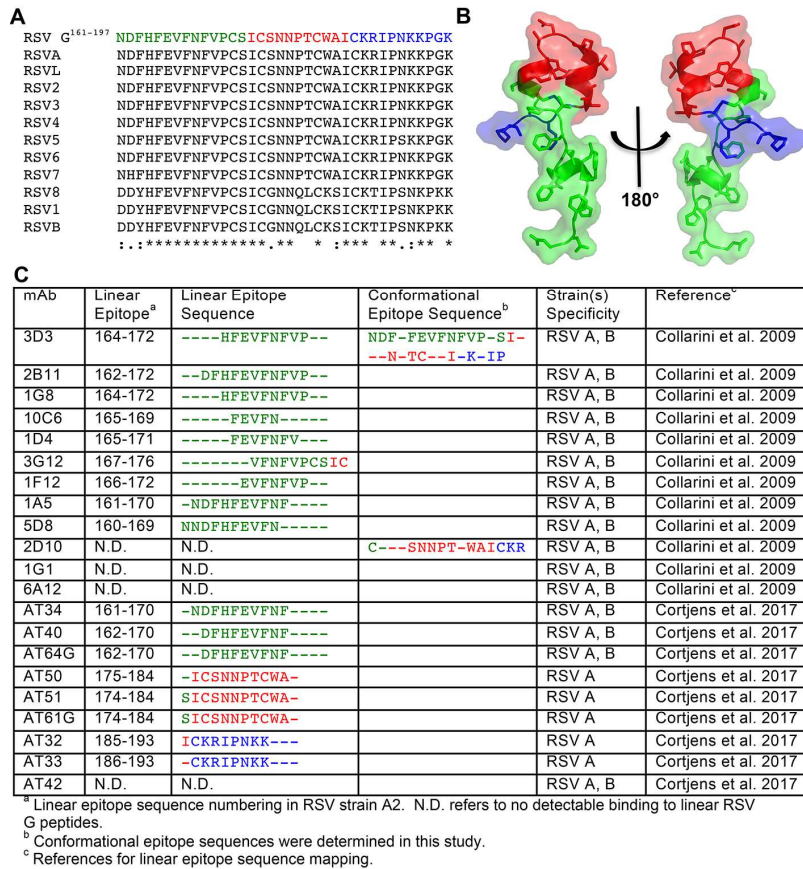 A
RSV G¹⁶¹⁻¹⁹⁷ NDFHFEVFNFVPCSICSNNPTCWAICKRIPNKKPGK
RSVA NDFHFEVFNFVPCSICSNNPTCWAICKRIPNKKPGK
RSVL NDFHFEVFNFVPCSICSNNPTCWAICKRIPNKKPGK
RSV2 NDFHFEVFNFVPCSICSNNPTCWAICKRIPNKKPGK
RSV3 NDFHFEVFNFVPCSICSNNPTCWAICKRIPNKKPGK
RSV4 NDFHFEVFNFVPCSICSNNPTCWAICKRIPNKKPGK
RSV5 NDFHFEVFNFVPCSICSNNPTCWAICKRIPNKKPGK
RSV6 NDFHFEVFNFVPCSICSNNPTCWAICKRIPNKKPGK
RSV7 NHFHFEVFNFVPCSICSNNPTCWAICKRIPNKKPGK
RSV8 DDYHFEVFNFVPCSICGNNQLCKSICKTIPSNKPKK
RSV1 DDYHFEVFNFVPCSICGNNQLCKSICKTIPSNKPKK
RSVB DDYHFEVFNFVPCSICGNNQLCKSICKTIPSNKPKK
:.:*************.**  * :*** **.:** *
B
180°
C
mAb Linear Epitopeᵃ Linear Epitope Sequence Conformational Epitope Sequenceᵇ Strain(s) Specificity Referenceᶜ
3D3 164-172 ----HFEVFNFVP-- NDF-FEVFNFVP-SI- RSV A, B Collarini et al. 2009
--N-TC--I-K-IP
2B11 162-172 --DFHFEVFNFVP-- RSV A, B Collarini et al. 2009
1G8 164-172 ----HFEVFNFVP-- RSV A, B Collarini et al. 2009
10C6 165-169 -----FEVFN----- RSV A, B Collarini et al. 2009
1D4 165-171 -----FEVFNFV--- RSV A, B Collarini et al. 2009
3G12 167-176 -------VFNFVPCSIC RSV A, B Collarini et al. 2009
1F12 166-172 ------EVFNFVP-- RSV A, B Collarini et al. 2009
1A5 161-170 -NDFHFEVFNF---- RSV A, B Collarini et al. 2009
5D8 160-169 NNDFHFEVFN----- RSV A, B Collarini et al. 2009
2D10 N.D. N.D. C---SNNPT-WAICKR RSV A, B Collarini et al. 2009
1G1 N.D. N.D. RSV A, B Collarini et al. 2009
6A12 N.D. N.D. RSV A, B Collarini et al. 2009
AT34 161-170 -NDFHFEVFNF---- RSV A, B Cortjens et al. 2017
AT40 162-170 --DFHFEVFNF---- RSV A, B Cortjens et al. 2017
AT64G 162-170 --DFHFEVFNF---- RSV A, B Cortjens et al. 2017
AT50 175-184 -ICSNNPTCWA- RSV A Cortjens et al. 2017
AT51 174-184 SICSNNPTCWA- RSV A Cortjens et al. 2017
AT61G 174-184 SICSNNPTCWA- RSV A Cortjens et al. 2017
AT32 185-193 ICKRIPNKK--- RSV A Cortjens et al. 2017
AT33 186-193 -CKRIPNKK--- RSV A Cortjens et al. 2017
AT42 N.D. N.D. RSV A, B Cortjens et al. 2017
ᵃ Linear epitope sequence numbering in RSV strain A2. N.D. refers to no detectable binding to linear RSV
G peptides.
ᵇ Conformational epitope sequences were determined in this study.
ᶜ References for linear epitope sequence mapping.